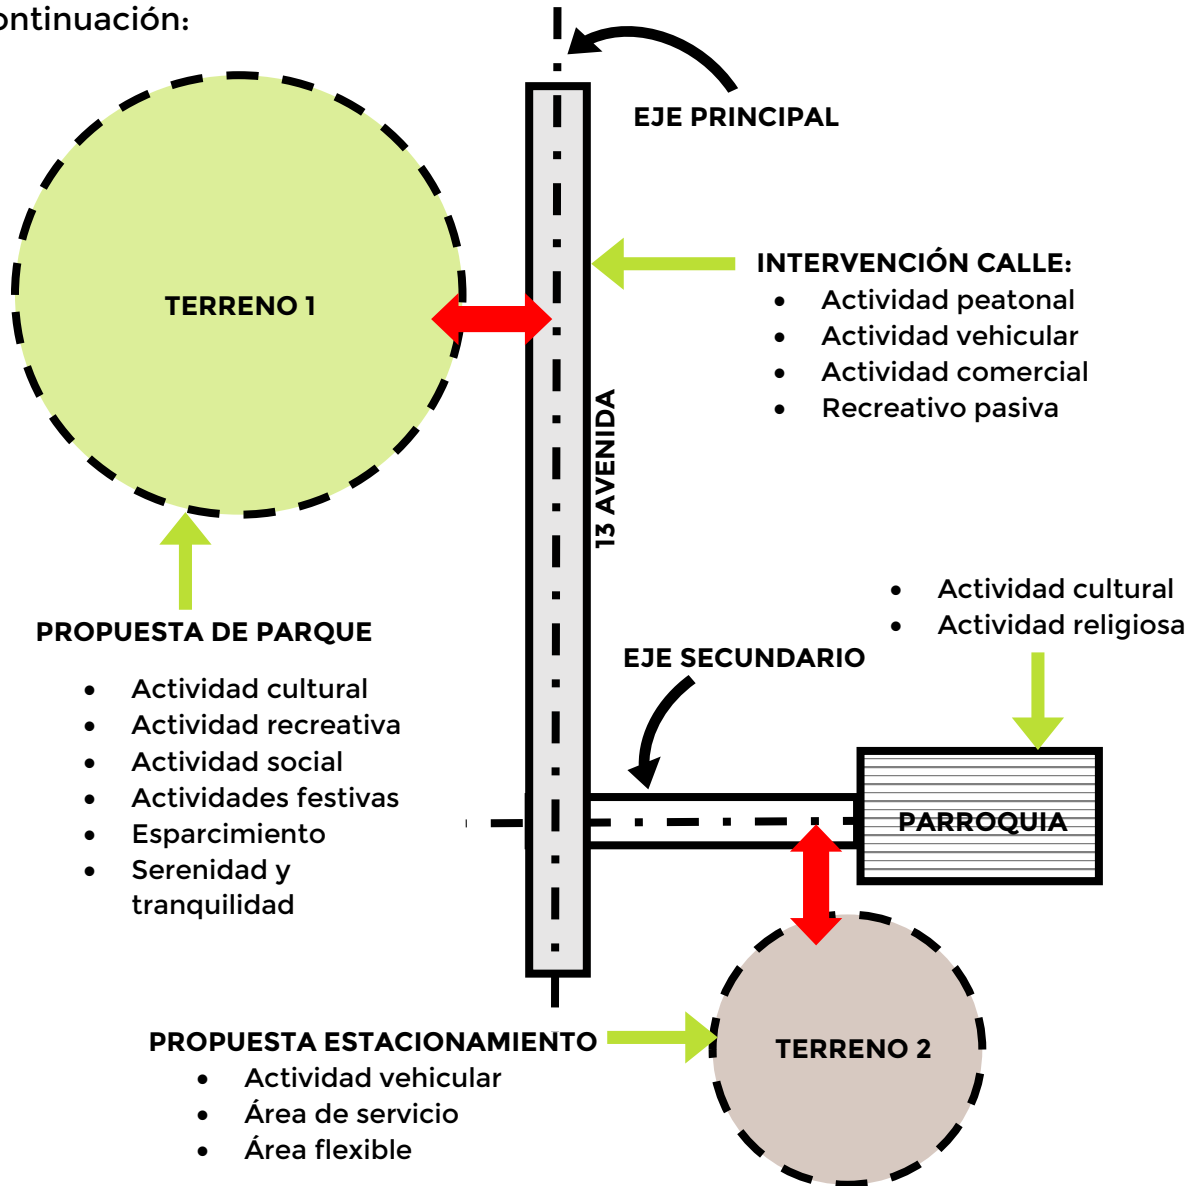 ontinuación:
EJE PRINCIPAL
TERRENO 1
INTERVENCIÓN CALLE:
• Actividad peatonal
• Actividad vehicular
• Actividad comercial
• Recreativo pasiva
13 AVENIDA
• Actividad cultural
• Actividad religiosa
PROPUESTA DE PARQUE
• Actividad cultural
• Actividad recreativa
• Actividad social
• Actividades festivas
• Esparcimiento
• Serenidad y
tranquilidad
EJE SECUNDARIO
PARROQUIA
PROPUESTA ESTACIONAMIENTO
• Actividad vehicular
• Área de servicio
• Área flexible
TERRENO 2